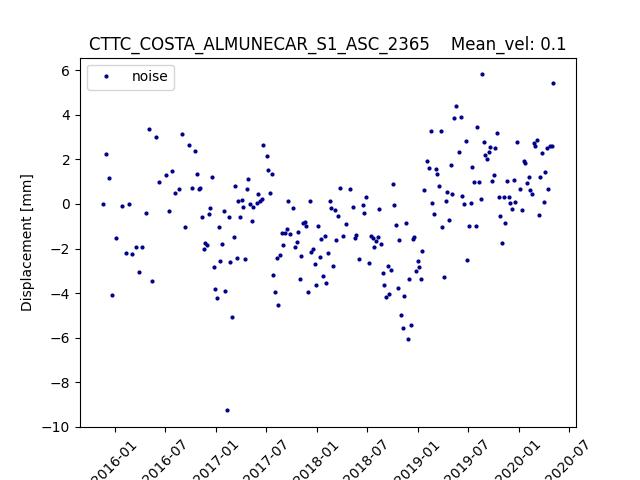 CTTC_COSTA_ALMUNECAR_S1_ASC_2365 Mean_vel: 0.1
noise
Displacement [mm]
6
4
2
0
−2
−4
−6
−8
−10
2016-01 2016-07 2017-01 2017-07 2018-01 2018-07 2019-01 2019-07 2020-01 2020-07